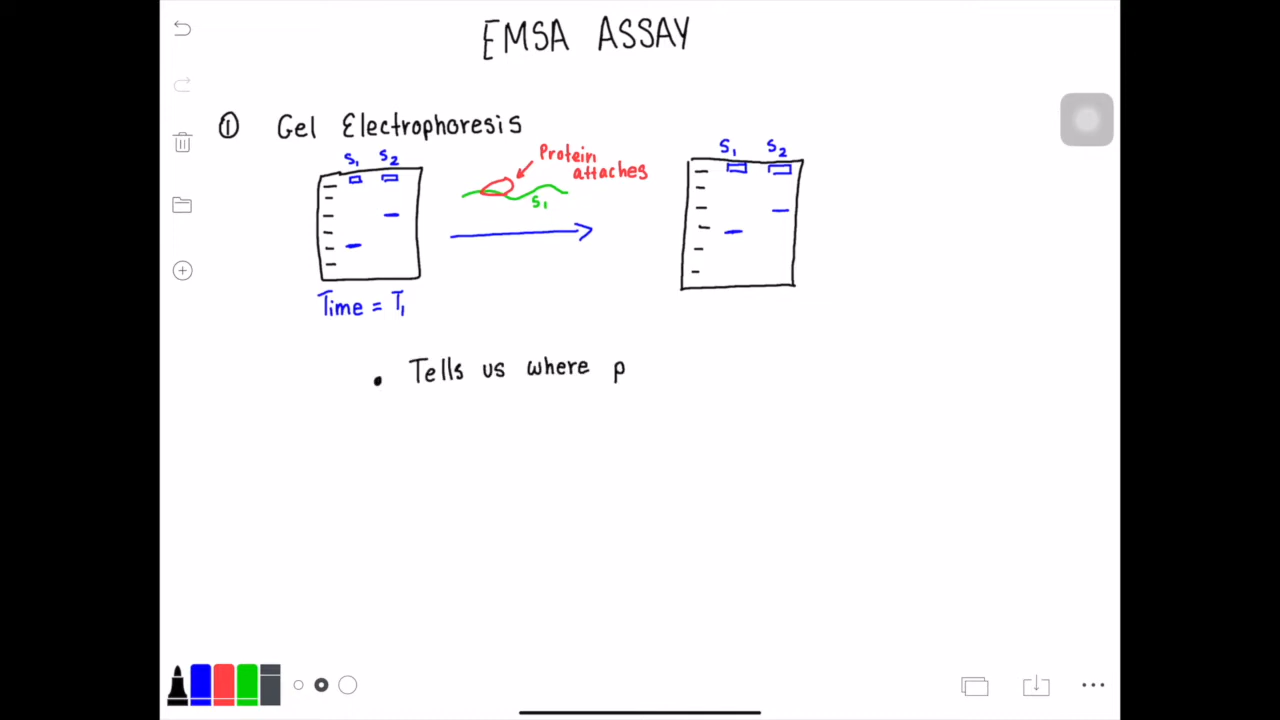 EMSA ASSAY
① Gel Electrophoresis
S₁ S₂
Protein
attaches
S₁
S₁ S₂
Time = T₁
• Tells us where p